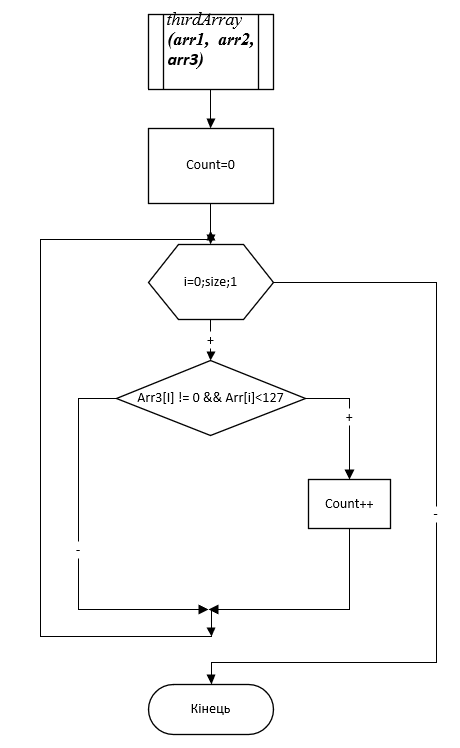 thirdArray
(arr1, arr2,
arr3)
Count=0
i=0;size;1
+
Arr3[I] != 0 && Arr[i]<127
+
Count++
-
-
Кінець